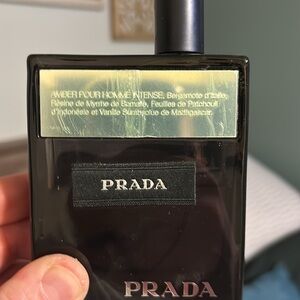 AMBER POUR HOMME INTENSE, Bergamote d'Italie,
Résine de Myrrhe de Somalie, Feuilles de Patchouli
d'Indonésie et Vanille Surabsolue de Madagascar.
PRADA
PRADA